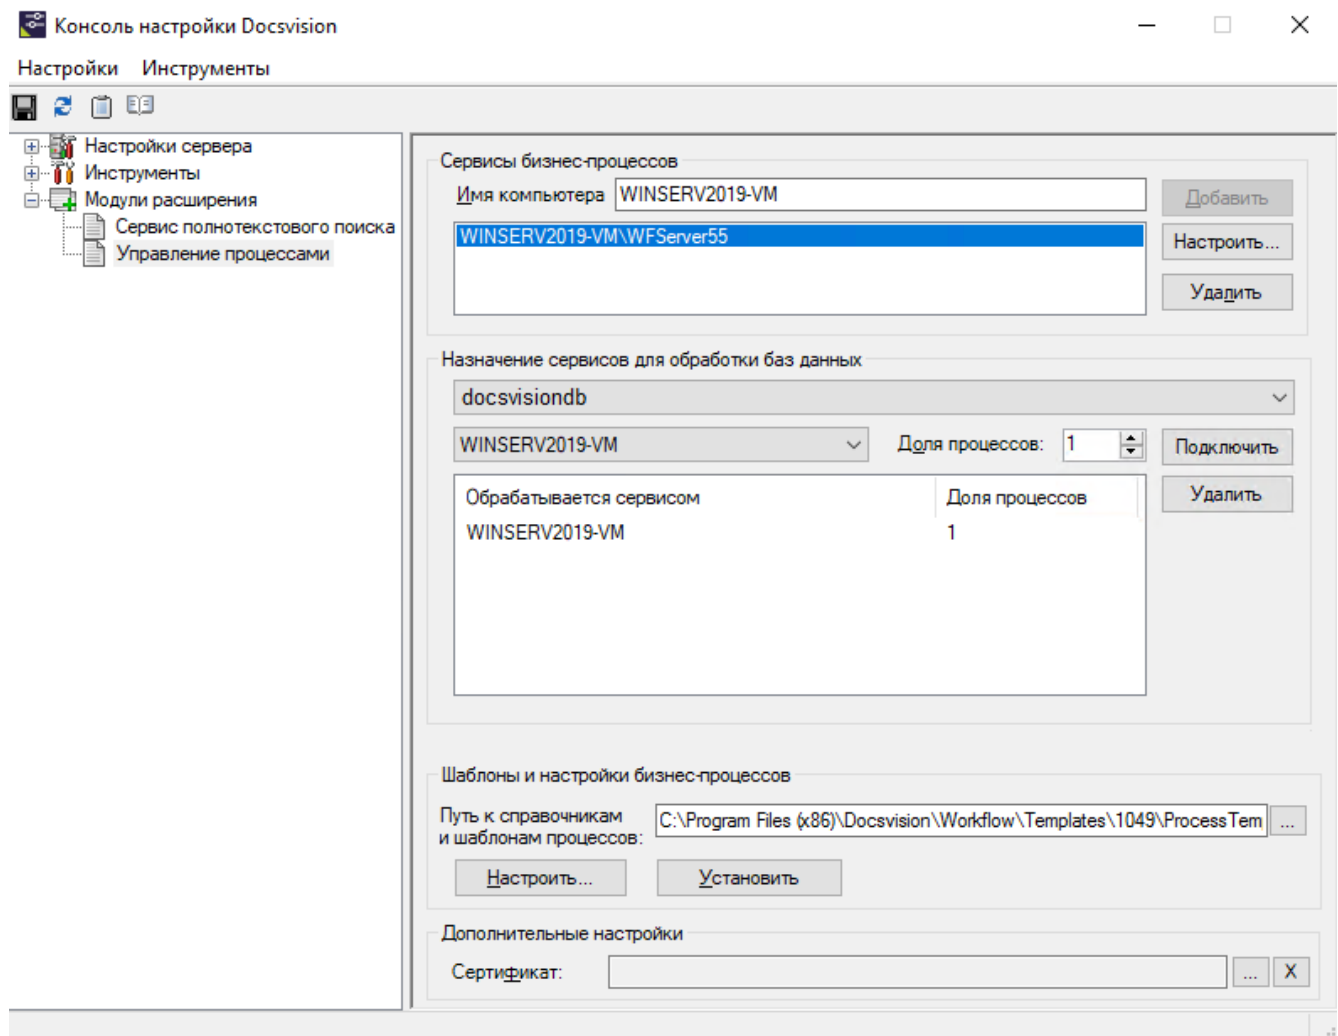 Консоль настройки Docsvision
Настройки Инструменты
Настройки сервера
Инструменты
Модули расширения
Сервис полнотекстового поиска
Управление процессами
Сервисы бизнес-процессов
Имя компьютера WINSERV2019-VM Добавить
WINSERV2019-VM\WFServer55 Настроить...
Удалить
Назначение сервисов для обработки баз данных
docsvisiondb
WINSERV2019-VM Доля процессов: 1 Подключить
Обрабатывается сервисом Доля процессов Удалить
WINSERV2019-VM 1
Шаблоны и настройки бизнес-процессов
Путь к справочникам
и шаблонам процессов:
C:\Program Files (x86)\Docsvision\Workflow\Templates\1049\ProcessTem ...
Настроить... Установить
Дополнительные настройки
Сертификат: ... X